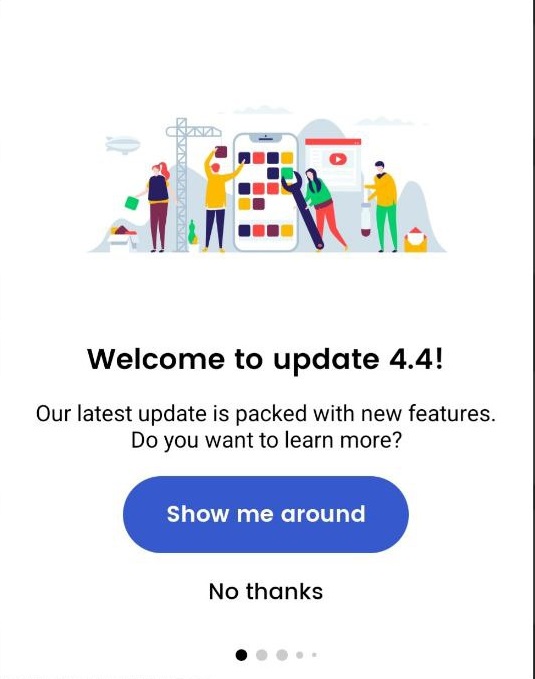 Welcome to update 4.4!
Our latest update is packed with new features.
Do you want to learn more?
Show me around
No thanks